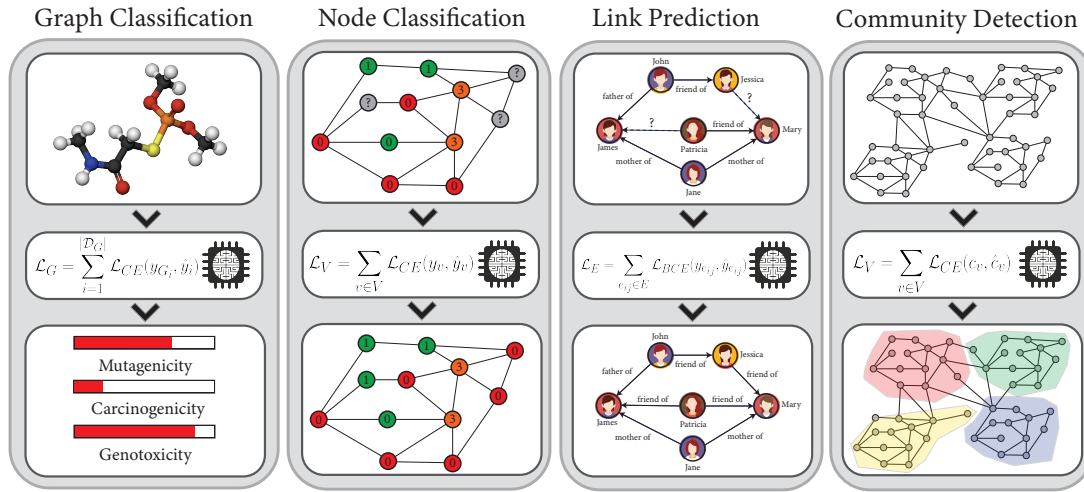 Graph Classification
|𝒟_G|
ℒ_G = ∑ ℒ_CE(y_{G_i}, ŷ_i)
i=1
Mutagenicity
Carcinogenicity
Genotoxicity
Node Classification
1 1 ?
3
? 0
?
0 0 3
0 0
ℒ_V = ∑ ℒ_CE(y_v, ŷ_v)
v∈V
1 1 0
3
1 0
0
0 0 3
0 0
Link Prediction
John
Jessica
friend of
father of
?
?
friend of
James
Patricia
Mary
mother of
mother of
Jane
ℒ_E = ∑ ℒ_BCE(y_{e_ij}, ŷ_{e_ij})
e_ij∈E
John
Jessica
friend of
father of
friend of
friend of
friend of
James
Patricia
Mary
mother of
mother of
Jane
Community Detection
ℒ_V = ∑ ℒ_CE(c_v, ĉ_v)
v∈V